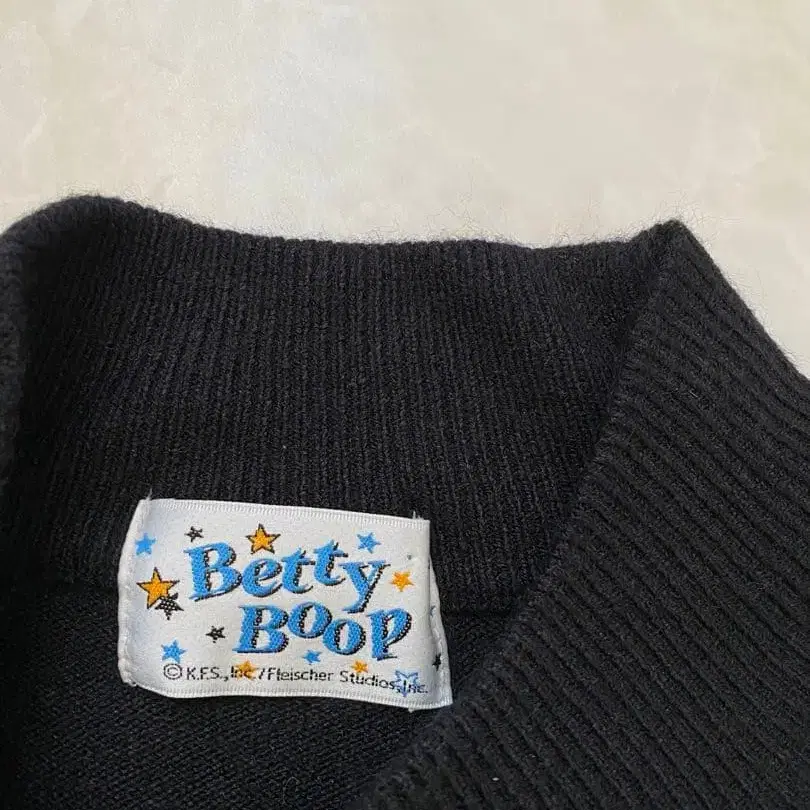 Betty
Boop
© K.F.S., Inc./Fleischer Studios, Inc.